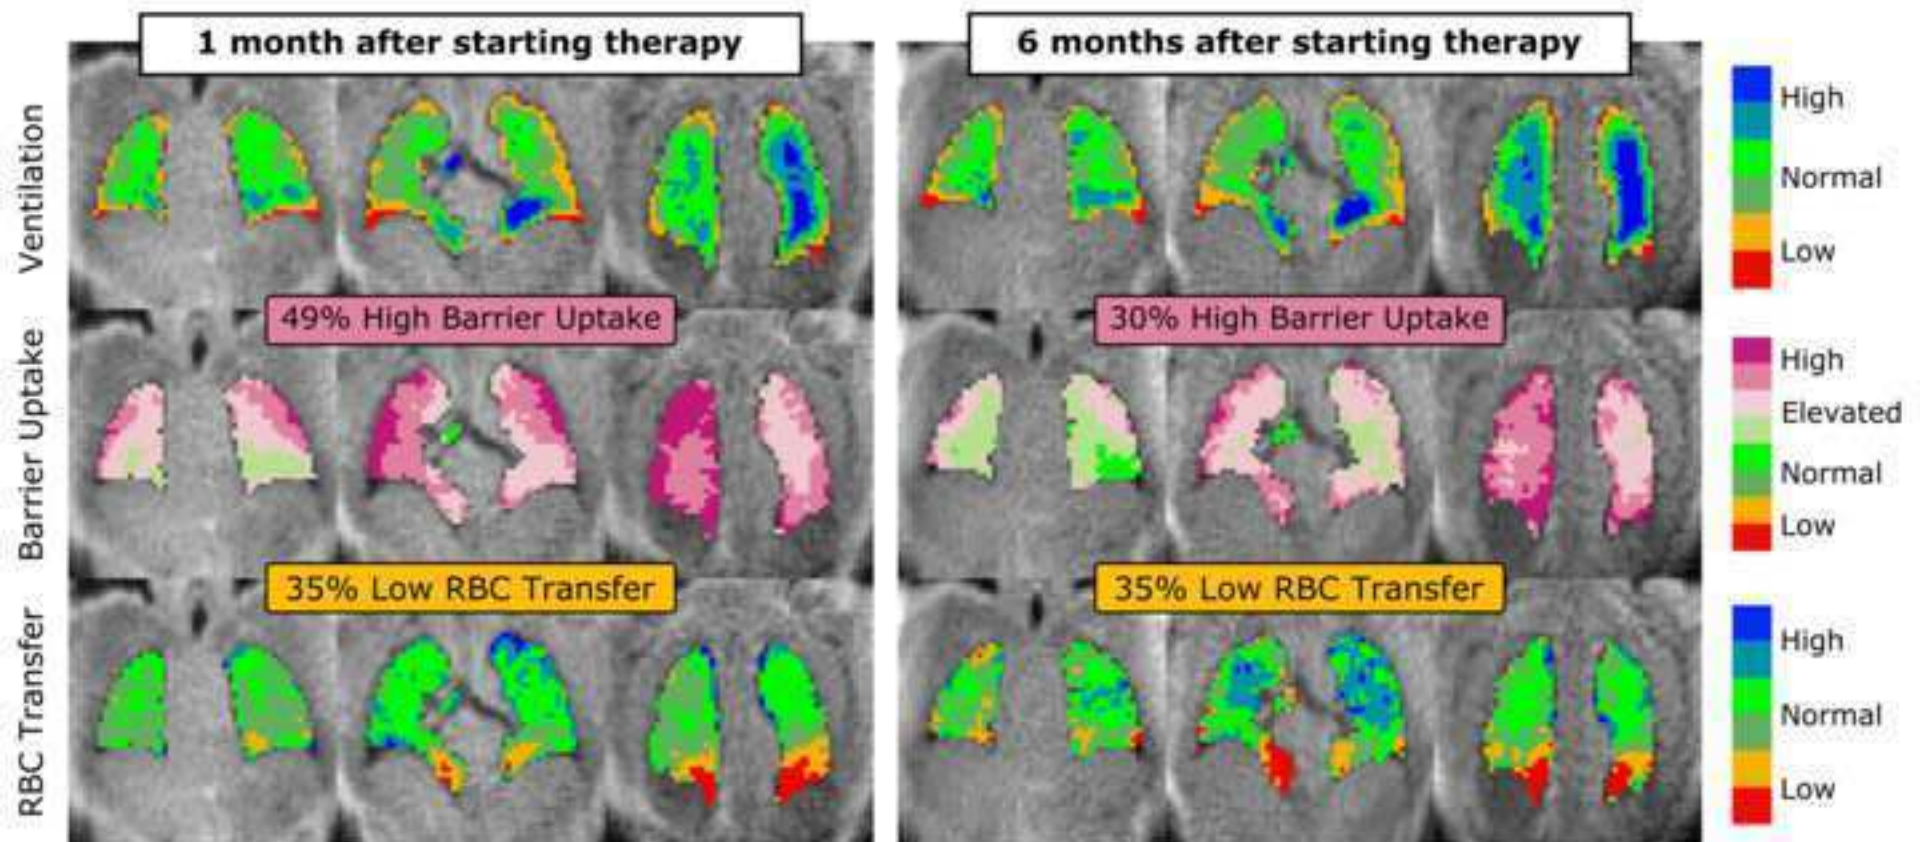 1 month after starting therapy
6 months after starting therapy
Ventilation
High
Normal
Low
49% High Barrier Uptake
30% High Barrier Uptake
Barrier Uptake
High
Elevated
Normal
Low
35% Low RBC Transfer
35% Low RBC Transfer
RBC Transfer
High
Normal
Low